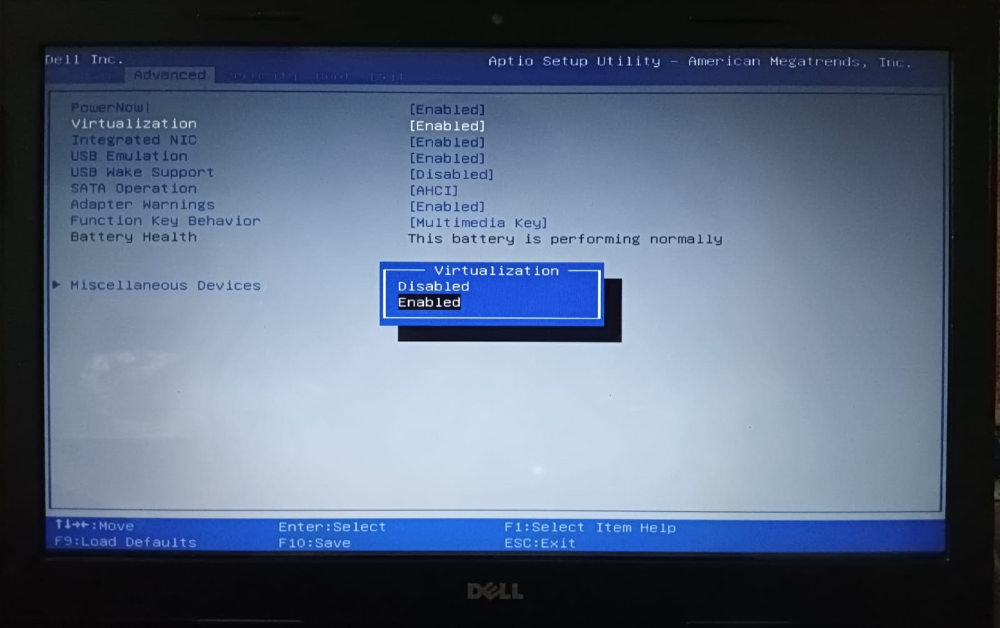 Dell Inc.
Aptio Setup Utility - American Megatrends, Inc.
Advanced Security Boot Exit
PowerNow! [Enabled]
Virtualization [Enabled]
Integrated NIC [Enabled]
USB Emulation [Enabled]
USB Wake Support [Disabled]
SATA Operation [AHCI]
Adapter Warnings [Enabled]
Function Key Behavior [Multimedia Key]
Battery Health This battery is performing normally
Miscellaneous Devices
Virtualization
Disabled
Enabled
↑↓→←:Move Enter:Select F1:Select Item Help
F9:Load Defaults F10:Save ESC:Exit
DELL